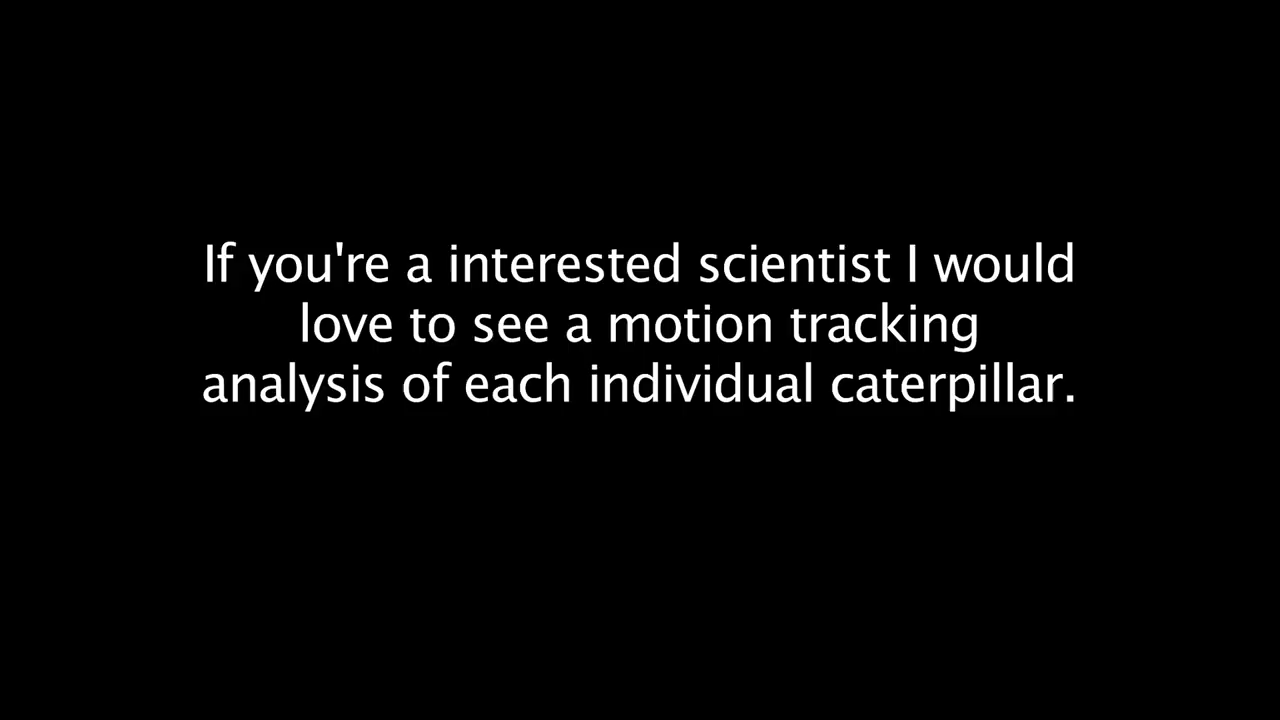 If you're a interested scientist I would
love to see a motion tracking
analysis of each individual caterpillar.